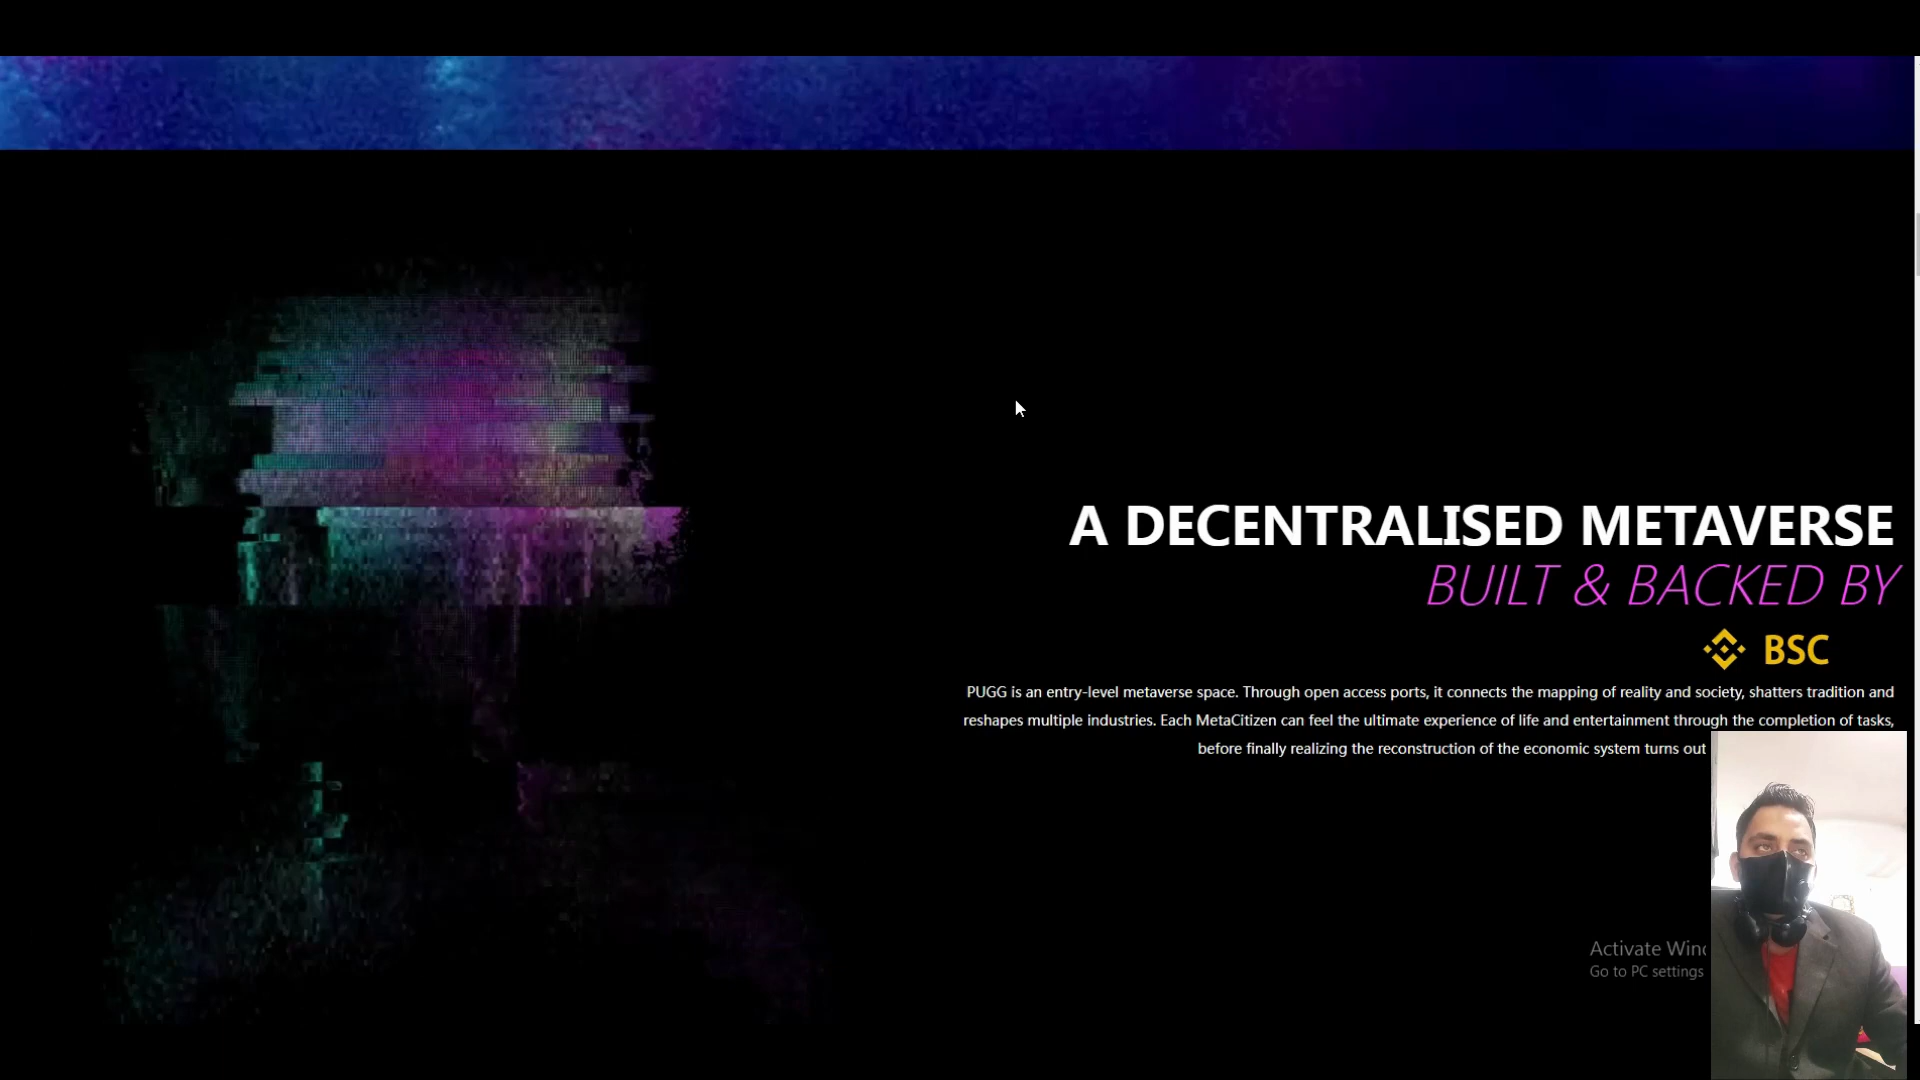 A DECENTRALISED METAVERSE
BUILT & BACKED BY
BSC
PUGG is an entry-level metaverse space. Through open access ports, it connects the mapping of reality and society, shatters tradition and
reshapes multiple industries. Each MetaCitizen can feel the ultimate experience of life and entertainment through the completion of tasks,
before finally realizing the reconstruction of the economic system turns out
Activate
Go to PC settings